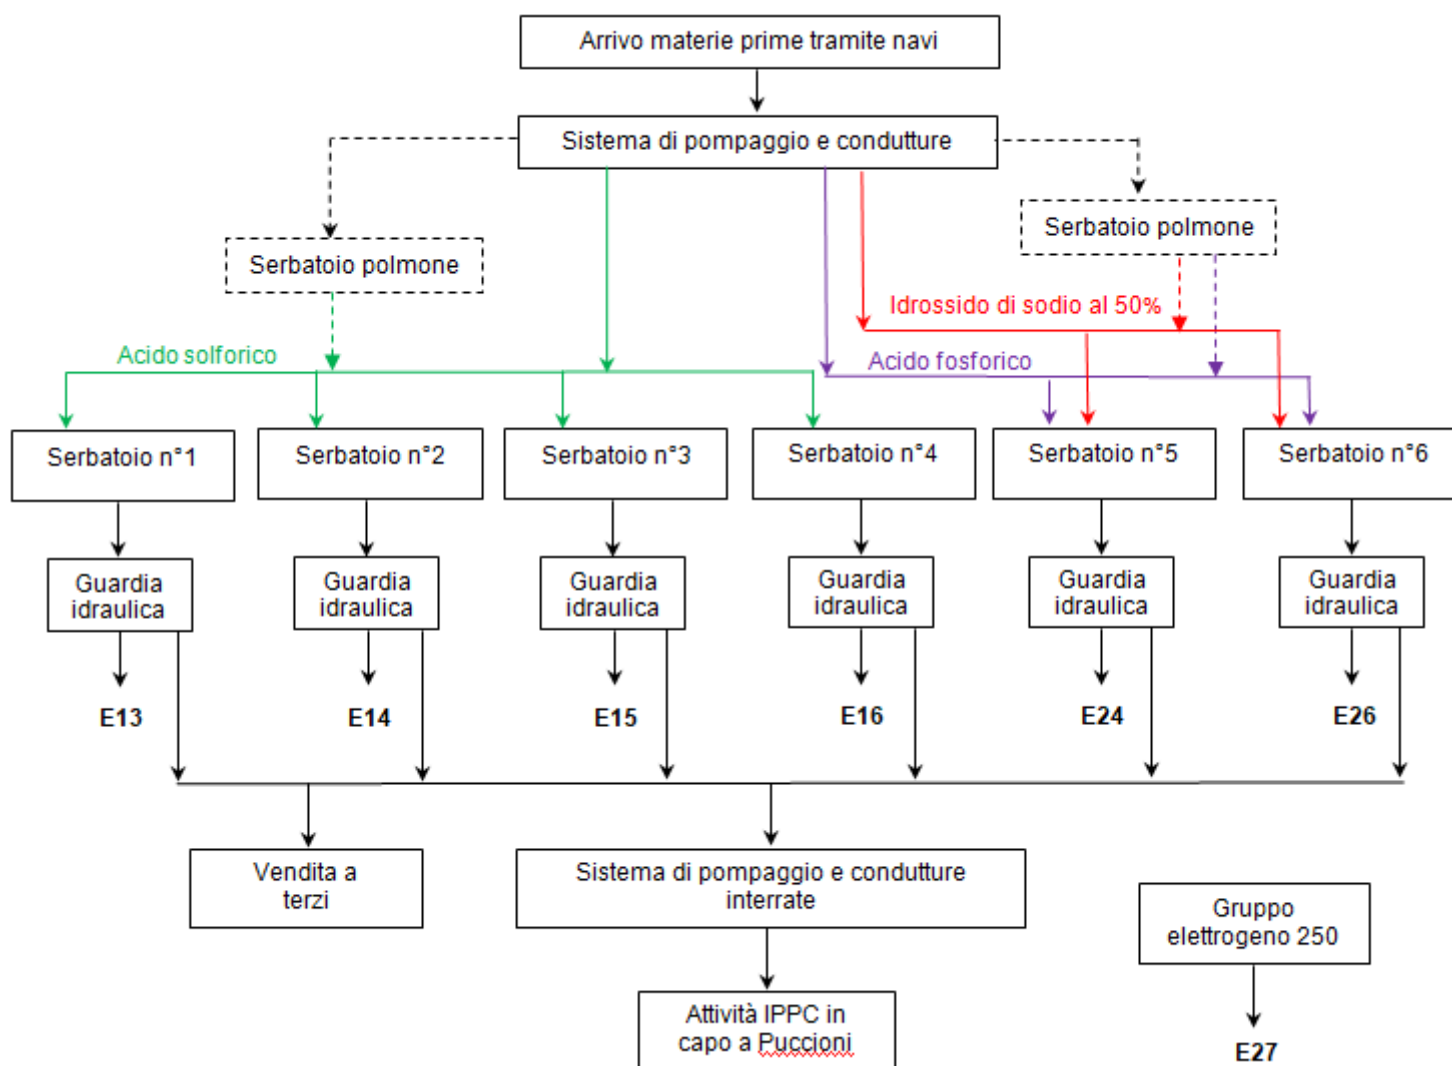 Arrivo materie prime tramite navi
Sistema di pompaggio e condutture
Serbatoio polmone
Serbatoio polmone
Idrossido di sodio al 50%
Acido solforico
Acido fosforico
Serbatoio n°1
Serbatoio n°2
Serbatoio n°3
Serbatoio n°4
Serbatoio n°5
Serbatoio n°6
Guardia
idraulica
Guardia
idraulica
Guardia
idraulica
Guardia
idraulica
Guardia
idraulica
Guardia
idraulica
E13
E14
E15
E16
E24
E26
Vendita a
terzi
Sistema di pompaggio e condutture
interrate
Gruppo
elettrogeno 250
Attività IPPC in
capo a Puccioni
E27